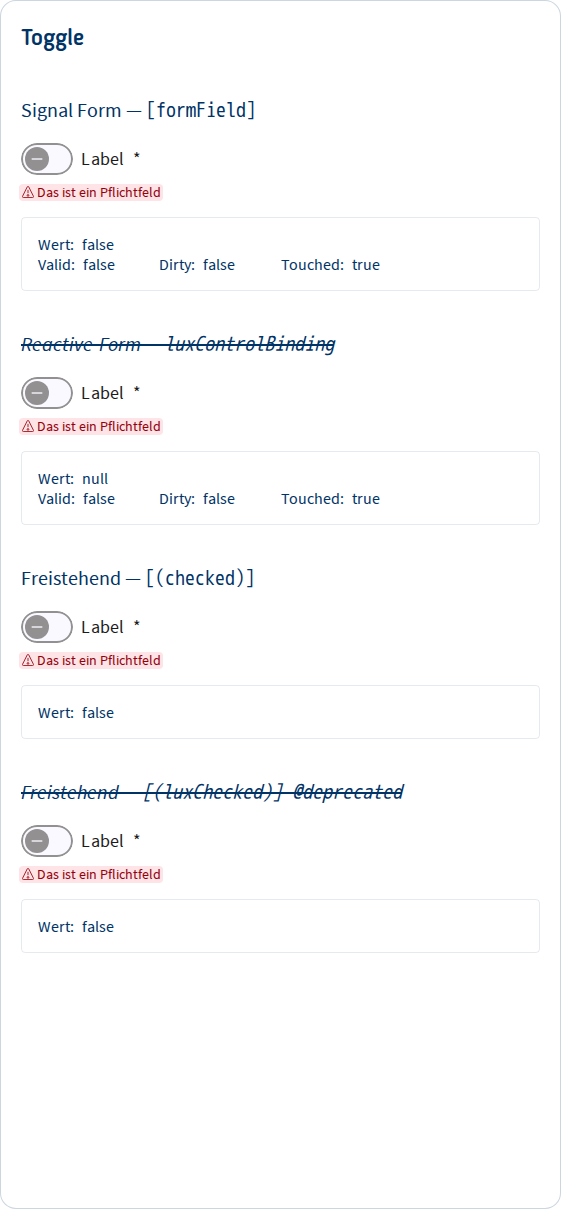 Toggle
Signal Form — [formField]
Label *
Das ist ein Pflichtfeld
Wert: false
Valid: false Dirty: false Touched: true
Reactive Form — luxControlBinding
Label *
Das ist ein Pflichtfeld
Wert: null
Valid: false Dirty: false Touched: true
Freistehend — [(checked)]
Label *
Das ist ein Pflichtfeld
Wert: false
Freistehend — [(luxChecked)] @deprecated
Label *
Das ist ein Pflichtfeld
Wert: false